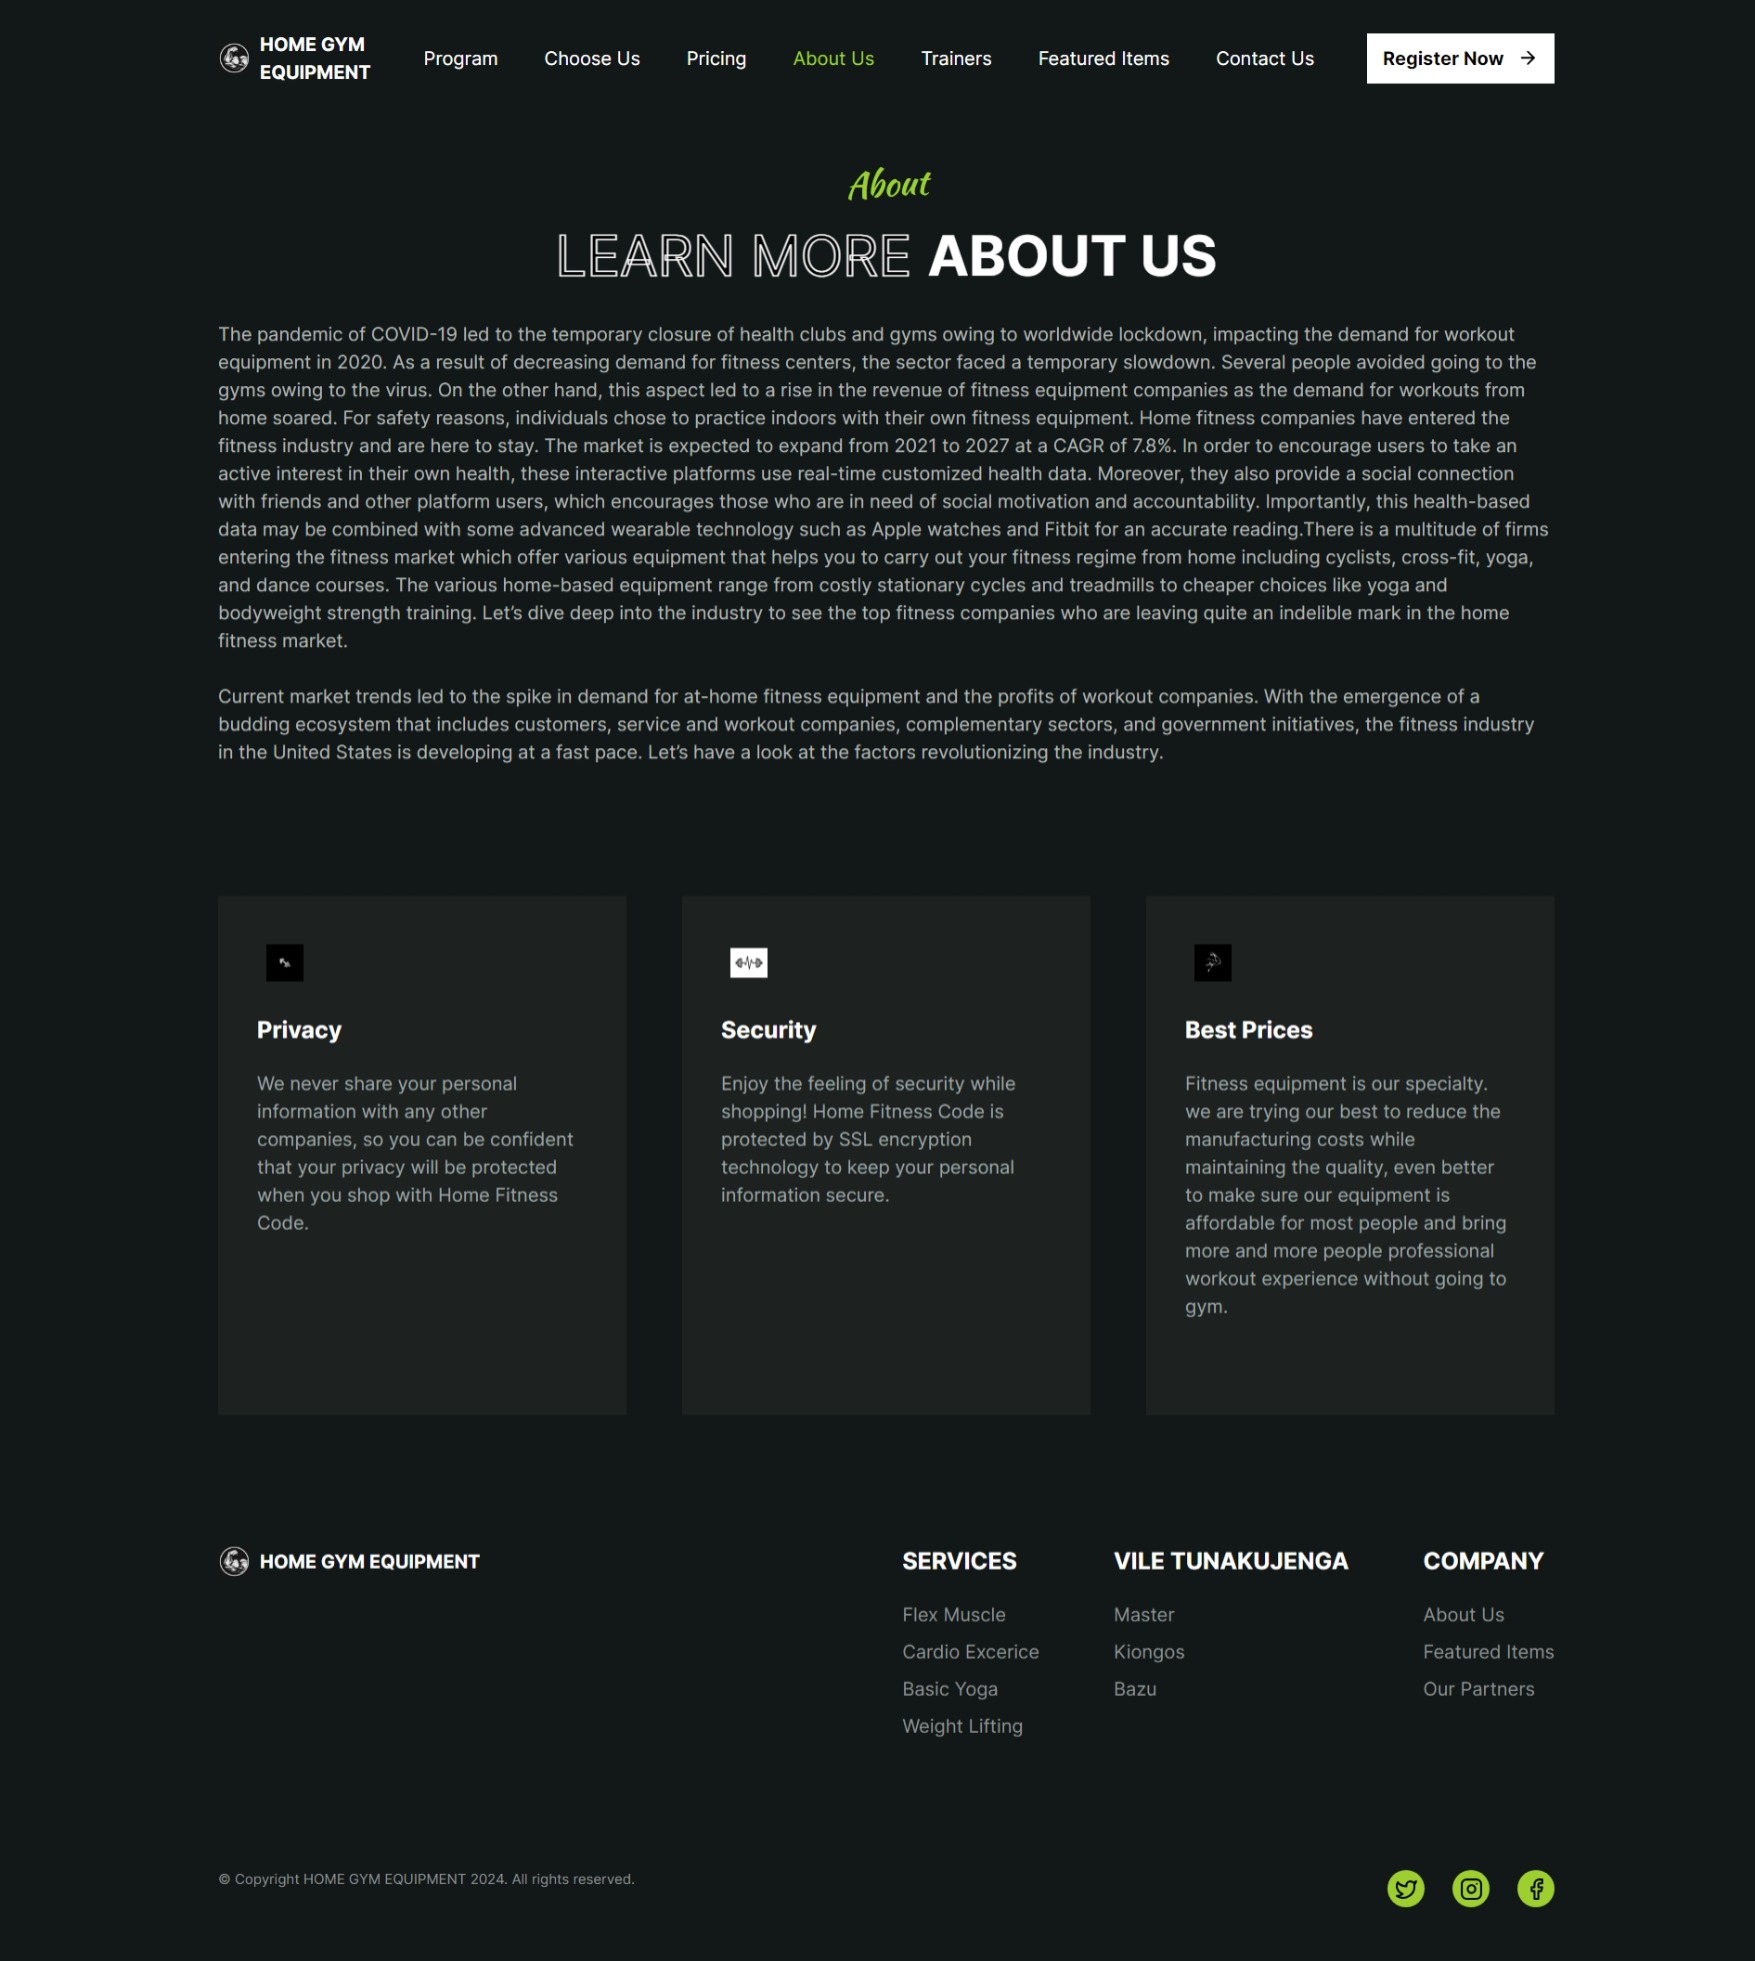 HOME GYM
EQUIPMENT
Program
Choose Us
Pricing
About Us
Trainers
Featured Items
Contact Us
Register Now
About
LEARN MORE ABOUT US
The pandemic of COVID-19 led to the temporary closure of health clubs and gyms owing to worldwide lockdown, impacting the demand for workout
equipment in 2020. As a result of decreasing demand for fitness centers, the sector faced a temporary slowdown. Several people avoided going to the
gyms owing to the virus. On the other hand, this aspect led to a rise in the revenue of fitness equipment companies as the demand for workouts from
home soared. For safety reasons, individuals chose to practice indoors with their own fitness equipment. Home fitness companies have entered the
fitness industry and are here to stay. The market is expected to expand from 2021 to 2027 at a CAGR of 7.8%. In order to encourage users to take an
active interest in their own health, these interactive platforms use real-time customized health data. Moreover, they also provide a social connection
with friends and other platform users, which encourages those who are in need of social motivation and accountability. Importantly, this health-based
data may be combined with some advanced wearable technology such as Apple watches and Fitbit for an accurate reading.There is a multitude of firms
entering the fitness market which offer various equipment that helps you to carry out your fitness regime from home including cyclists, cross-fit, yoga,
and dance courses. The various home-based equipment range from costly stationary cycles and treadmills to cheaper choices like yoga and
bodyweight strength training. Let’s dive deep into the industry to see the top fitness companies who are leaving quite an indelible mark in the home
fitness market.
Current market trends led to the spike in demand for at-home fitness equipment and the profits of workout companies. With the emergence of a
budding ecosystem that includes customers, service and workout companies, complementary sectors, and government initiatives, the fitness industry
in the United States is developing at a fast pace. Let’s have a look at the factors revolutionizing the industry.
Privacy
We never share your personal
information with any other
companies, so you can be confident
that your privacy will be protected
when you shop with Home Fitness
Code.
Security
Enjoy the feeling of security while
shopping! Home Fitness Code is
protected by SSL encryption
technology to keep your personal
information secure.
Best Prices
Fitness equipment is our specialty.
we are trying our best to reduce the
manufacturing costs while
maintaining the quality, even better
to make sure our equipment is
affordable for most people and bring
more and more people professional
workout experience without going to
gym.
HOME GYM EQUIPMENT
SERVICES
Flex Muscle
Cardio Excerice
Basic Yoga
Weight Lifting
VILE TUNAKUJENGA
Master
Kiongos
Bazu
COMPANY
About Us
Featured Items
Our Partners
© Copyright HOME GYM EQUIPMENT 2024. All rights reserved.